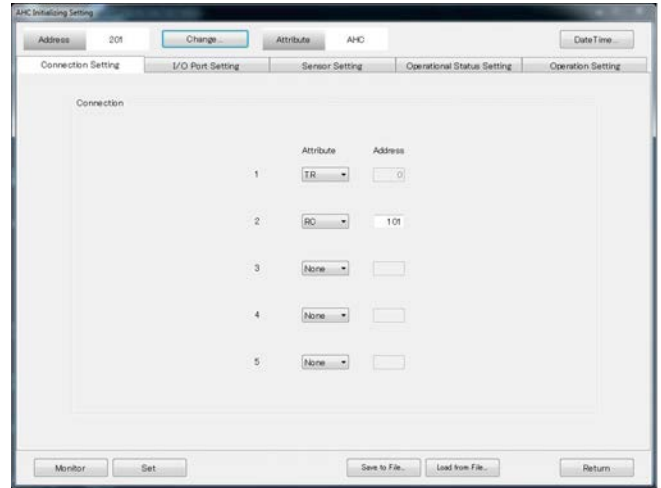 AHC Initializing Setting
Address 201 Change... Attribute AHC DateTime...
Connection Setting I/O Port Setting Sensor Setting Operational Status Setting Operation Setting
Connection
Attribute Address
1 TR 0
2 RC 101
3 None
4 None
5 None
Monitor Set Save to File... Load from File... Return